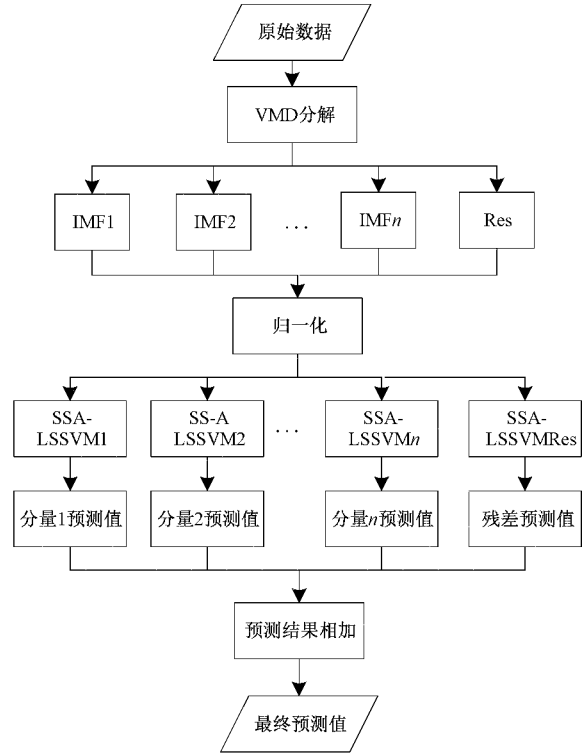 原始数据
VMD分解
IMF1
IMF2
...
IMFn
Res
归一化
SSA-
LSSVM1
SS-A
LSSVM2
...
SSA-
LSSVMn
SSA-
LSSVMRes
分量1预测值
分量2预测值
分量n预测值
残差预测值
预测结果相加
最终预测值